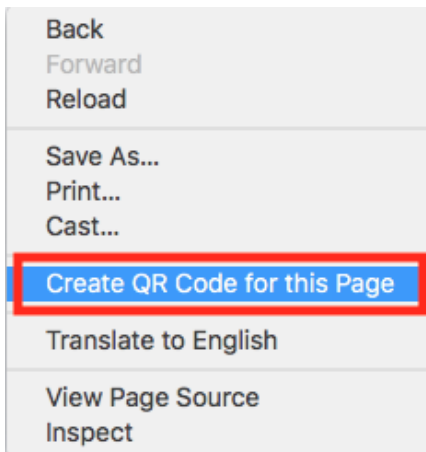 Back
Forward
Reload
Save As...
Print...
Cast...
Create QR Code for this Page
Translate to English
View Page Source
Inspect